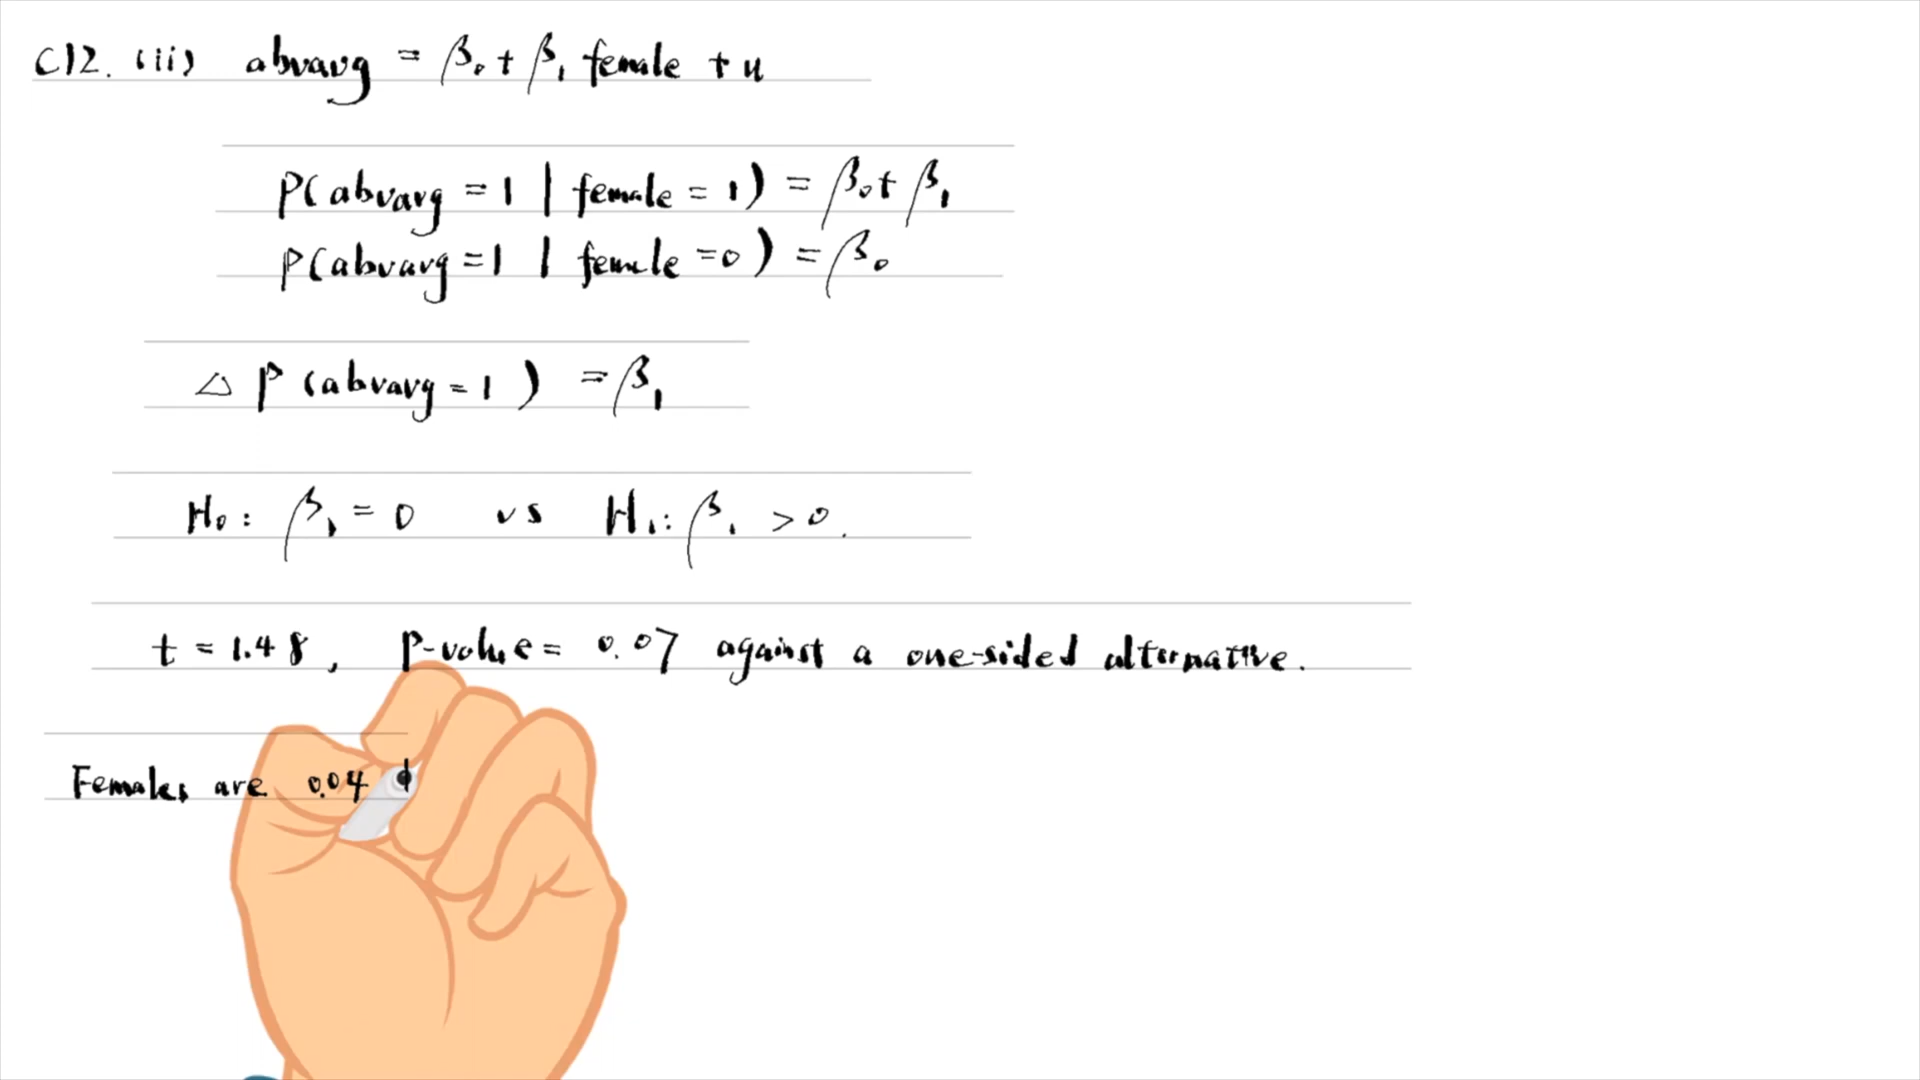 C12. (ii) abvavg = β₀ + β₁ female + u
P(abvavg = 1 | female = 1) = β₀ + β₁
P(abvavg = 1 | female = 0) = β₀
△ P (abvavg = 1) = β₁
H₀: β₁ = 0 vs H₁: β₁ > 0.
t = 1.48, P-value = 0.07 against a one-sided alternative.
Females are 0.04